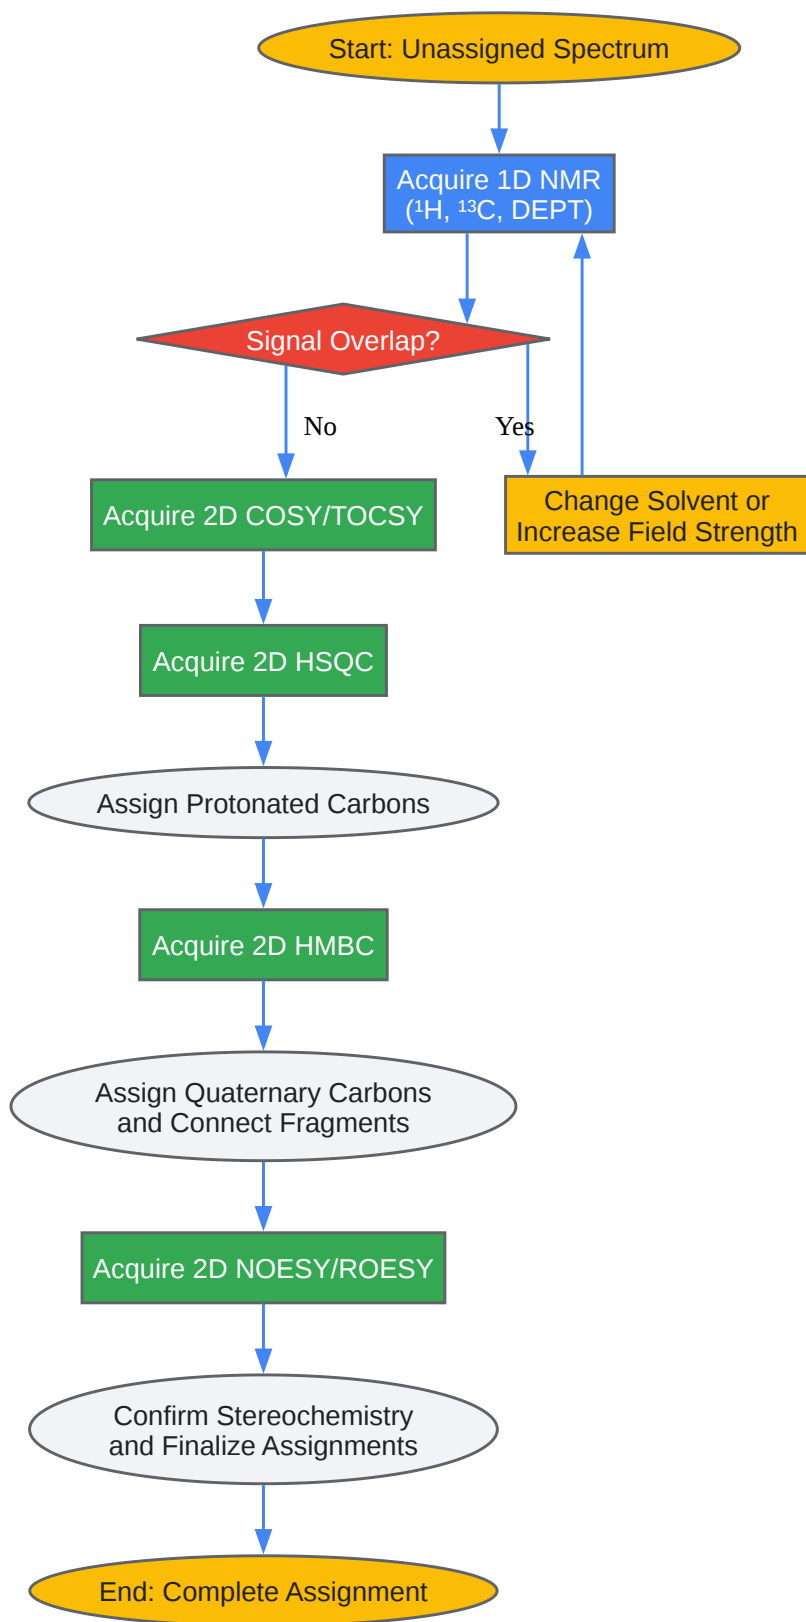 Start: Unassigned Spectrum
Acquire 1D NMR
(¹H, ¹³C, DEPT)
Signal Overlap?
No
Yes
Acquire 2D COSY/TOCSY
Change Solvent or
Increase Field Strength
Acquire 2D HSQC
Assign Protonated Carbons
Acquire 2D HMBC
Assign Quaternary Carbons
and Connect Fragments
Acquire 2D NOESY/ROESY
Confirm Stereochemistry
and Finalize Assignments
End: Complete Assignment